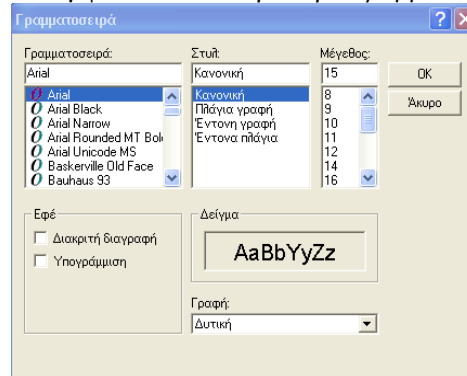 Γραμματοσειρά
Γραμματοσειρά:
Arial
Arial
Arial Black
Arial Narrow
Arial Rounded MT Bol
Arial Unicode MS
Baskerville Old Face
Bauhaus 93
Στυλ:
Κανονική
Κανονική
Πλάγια γραφή
Έντονη γραφή
Έντονα πλάγια
Μέγεθος:
15
8
9
10
11
12
14
16
OK
Άκυρο
Εφέ
Διακριτή διαγραφή
Υπογράμμιση
Δείγμα
AaBbYyZz
Γραφή:
Δυτική